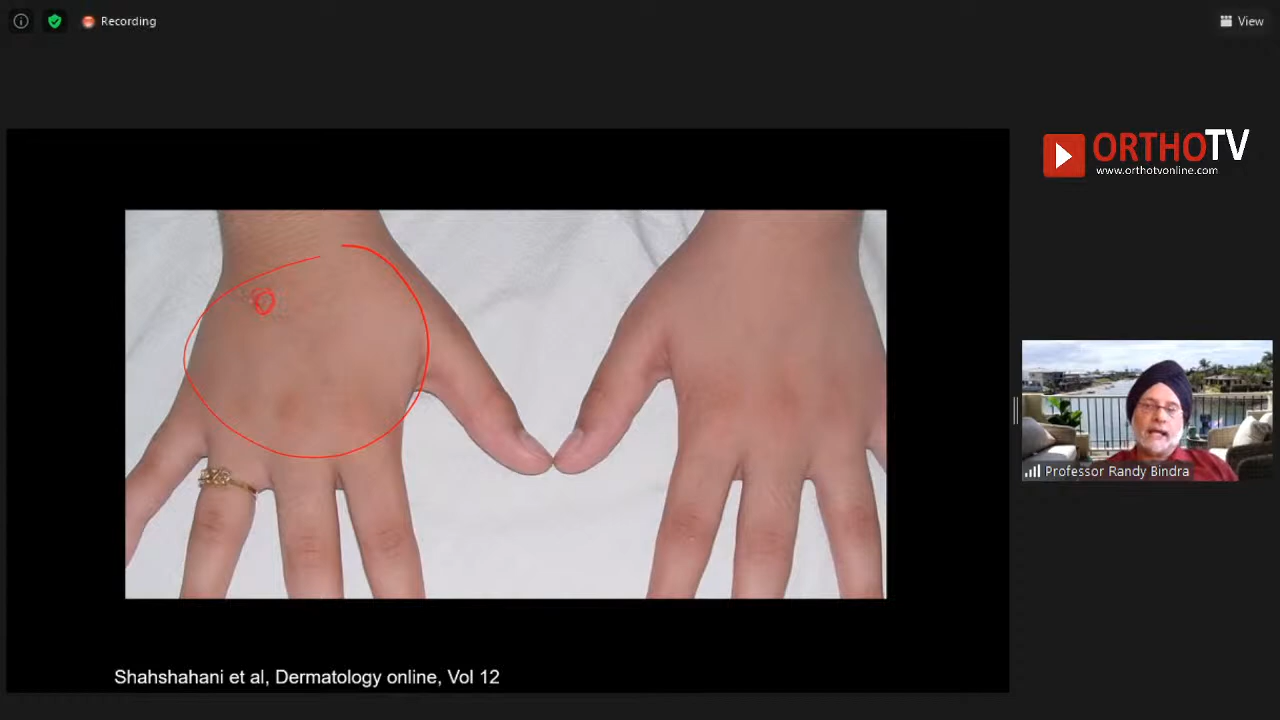 Recording
View
ORTHOTV
www.orthotvonline.com
Professor Randy Bindra
Shahshahani et al, Dermatology online, Vol 12